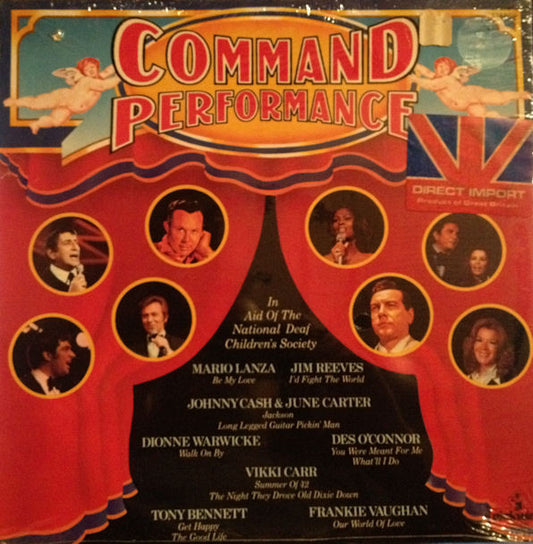 COMMAND
PERFORMANCE
DIRECT IMPORT
Product of Great Britain
In
Aid Of The
National Deaf
Children's Society
MARIO LANZA JIM REEVES
Be My Love I'd Fight The World
JOHNNY CASH & JUNE CARTER
Jackson
Long Legged Guitar Pickin' Man
DIONNE WARWICKE DES O'CONNOR
Walk On By You Were Meant For Me
What'll I Do
VIKKI CARR
Summer Of '42
The Night They Drove Old Dixie Down
TONY BENNETT FRANKIE VAUGHAN
Get Happy Our World Of Love
The Good Life